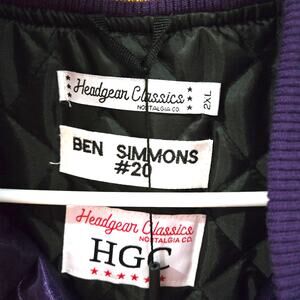 Headgear Classics
NOSTALGIA CO.
2XL
BEN SIMMONS
#20
Headgear Classics
NOSTALGIA CO.
HGC